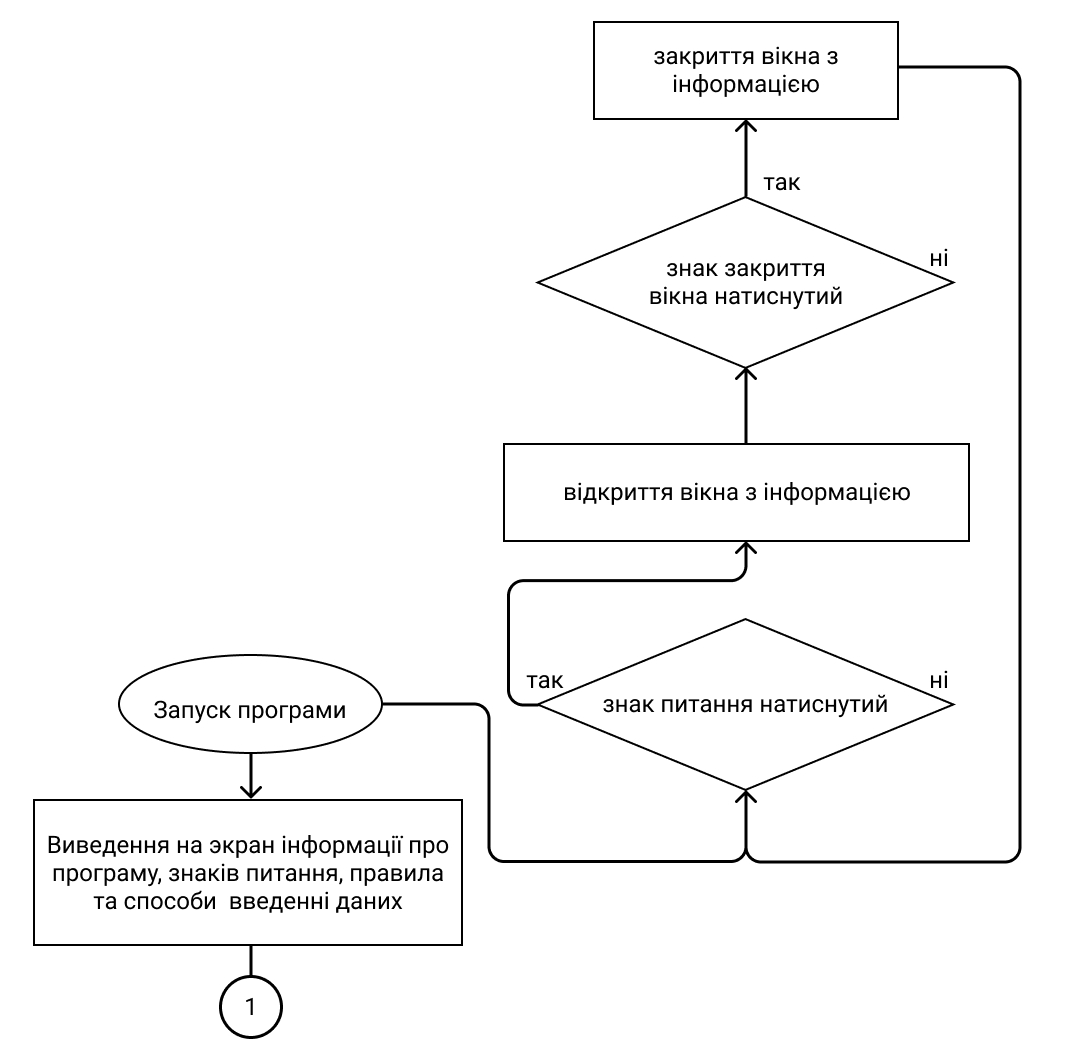 закриття вікна з
інформацією
так
ні
знак закриття
вікна натиснутий
відкриття вікна з інформацією
так
ні
знак питання натиснутий
Запуск програми
Виведення на экран інформації про
програму, знаків питання, правила
та способи введенні даних
1